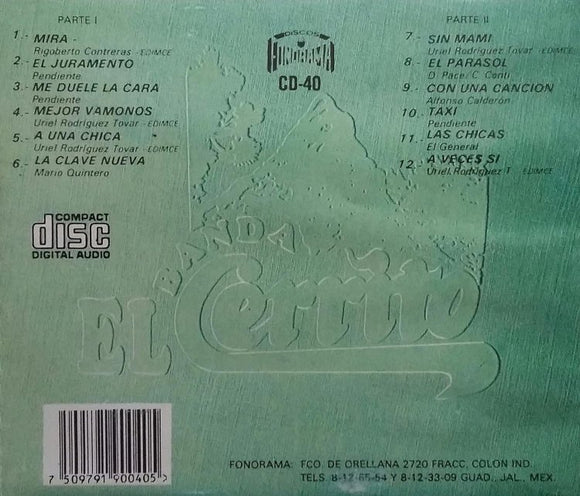 PARTE I
1.- MIRA -
Rigoberto Contreras - EDIMCE
2.- EL JURAMENTO
Pendiente
3.- ME DUELE LA CARA
Pendiente
4.- MEJOR VAMONOS
Uriel Rodríguez Tovar - EDIMCE
5.- A UNA CHICA
Uriel Rodríguez Tovar - EDIMCE
6.- LA CLAVE NUEVA
Mario Quintero
DISCOS
FONORAMA
CD-40
PARTE II
7.- SIN MAMI
Uriel Rodríguez Tovar - EDIMCE
8.- EL PARASOL
D. Pace/ C. Conti
9.- CON UNA CANCION
Alfonso Calderón
10.- TAXI
Pendiente
11.- LAS CHICAS
El General
12.- A VECES SI
Uriel Rodríguez T. EDIMCE
COMPACT
disc
DIGITAL AUDIO
BANDA
EL Cerrito
7 509791 900405
FONORAMA: FCO. DE ORELLANA 2720 FRACC, COLON IND.
TELS. 8-12-65-54 Y 8-12-33-09 GUAD., JAL., MEX.